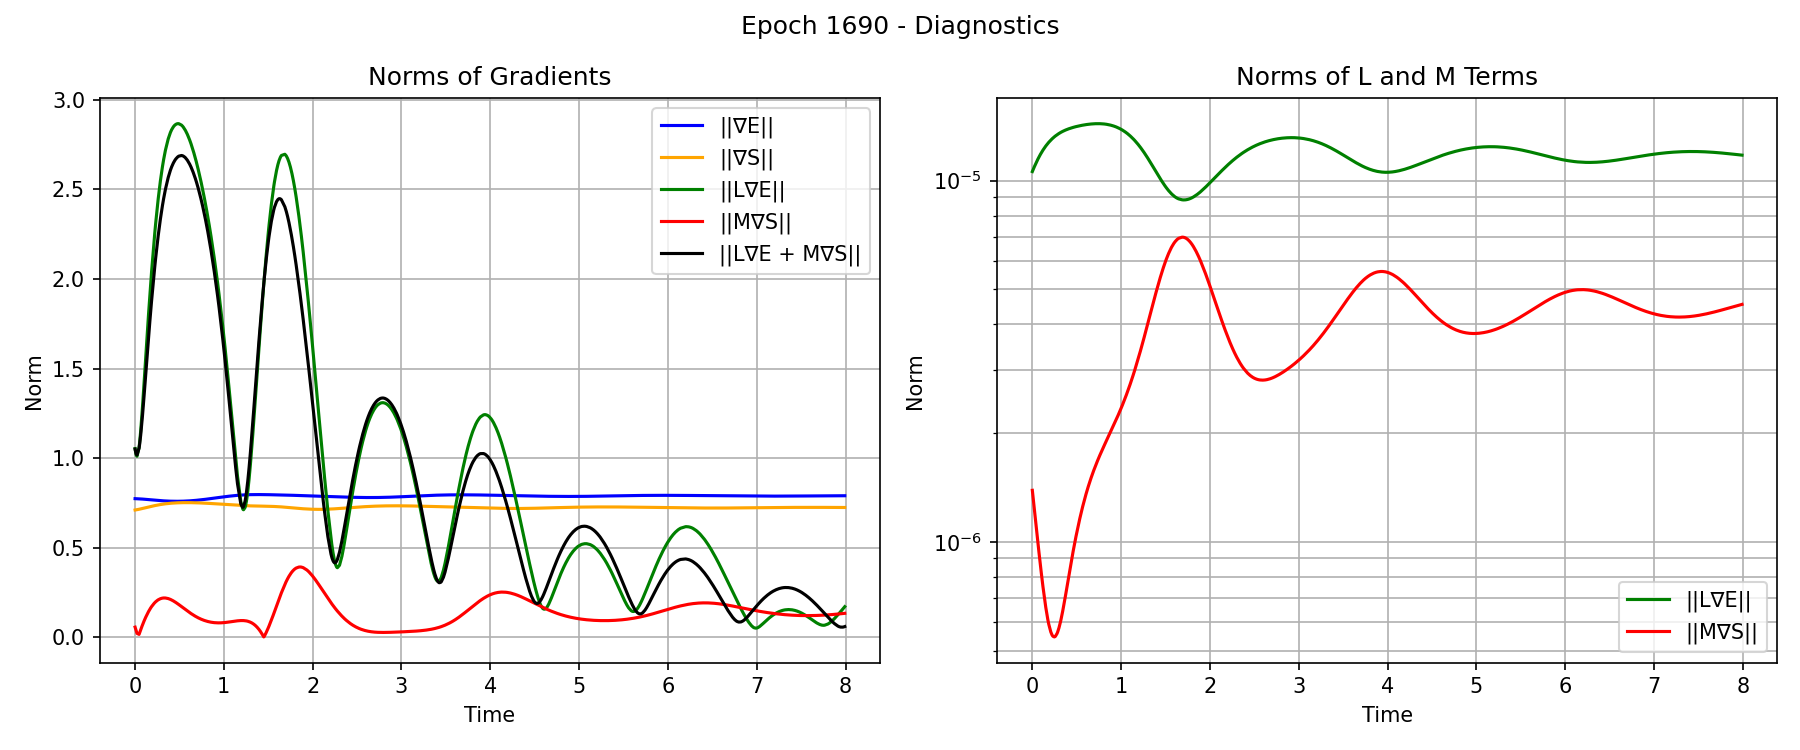 Epoch 1690 - Diagnostics
Norms of Gradients
Norm
3.0
2.5
2.0
1.5
1.0
0.5
0.0
||∇E||
||∇S||
||L∇E||
||M∇S||
||L∇E + M∇S||
0 1 2 3 4 5 6 7 8
Time
Norms of L and M Terms
Norm
10⁻⁵
10⁻⁶
||L∇E||
||M∇S||
0 1 2 3 4 5 6 7 8
Time